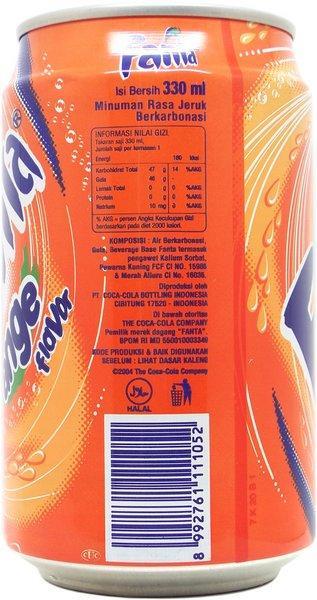 Fanta
Isi Bersih 330 ml
Minuman Rasa Jeruk
Berkarbonasi
INFORMASI NILAI GIZI
Takaran saji 330 ml,
Jumlah saji per kemasan 1
Energi 180 kkal
Karbohidrat Total 47 g 14 %AKG
Gula 46 g
Lemak Total 0 g 0 %AKG
Protein 0 g 0 %AKG
Natrium 10 mg 0 %AKG
% AKG = persen Angka Kecukupan Gizi
berdasarkan pada diet 2000 kalori.
KOMPOSISI : Air Berkarbonasi,
Gula, Beverage Base Fanta termasuk
pengawet Kalium Sorbat,
Pewarna Kuning FCF CI NO. 15985
& Merah Allura CI No. 16035.
Diproduksi oleh
PT. COCA-COLA BOTTLING INDONESIA
CIBITUNG 17520 - INDONESIA
Di bawah otoritas
THE COCA-COLA COMPANY
Pemilik merek dagang "FANTA".
BPOM RI MD
KODE PRODUKSI & BAIK DIGUNAKAN
SEBELUM : LIHAT DASAR KALENG
©2004 The Coca-Cola Company
HALAL
8 992761 111052
nta
®
ange
flavor